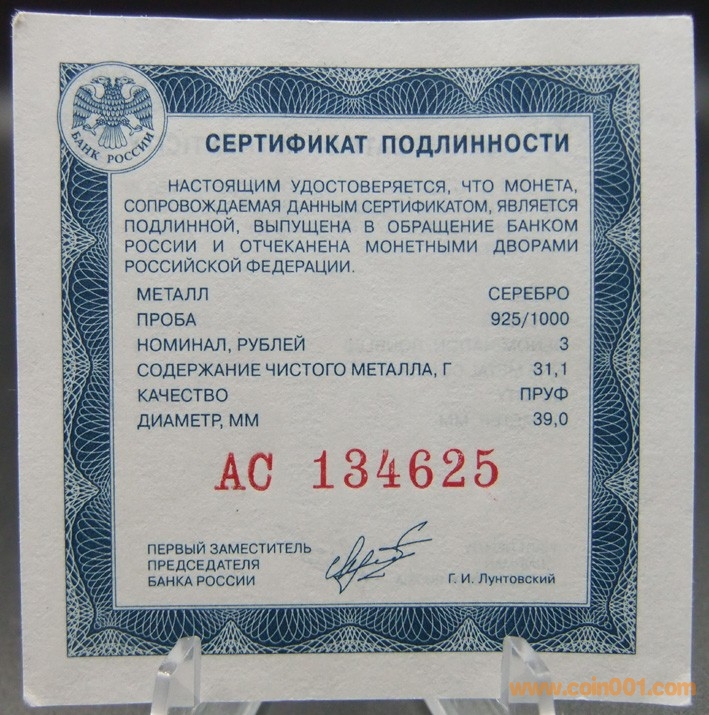 БАНК РОССИИ
СЕРТИФИКАТ ПОДЛИННОСТИ
НАСТОЯЩИМ УДОСТОВЕРЯЕТСЯ, ЧТО МОНЕТА,
СОПРОВОЖДАЕМАЯ ДАННЫМ СЕРТИФИКАТОМ, ЯВЛЯЕТСЯ
ПОДЛИННОЙ, ВЫПУЩЕНА В ОБРАЩЕНИЕ БАНКОМ
РОССИИ И ОТЧЕКАНЕНА МОНЕТНЫМИ ДВОРАМИ
РОССИЙСКОЙ ФЕДЕРАЦИИ.
МЕТАЛЛ СЕРЕБРО
ПРОБА 925/1000
НОМИНАЛ, РУБЛЕЙ 3
СОДЕРЖАНИЕ ЧИСТОГО МЕТАЛЛА, Г 31,1
КАЧЕСТВО ПРУФ
ДИАМЕТР, ММ 39,0
АС 134625
ПЕРВЫЙ ЗАМЕСТИТЕЛЬ
ПРЕДСЕДАТЕЛЯ
БАНКА РОССИИ
Г. И. Лунтовский
www.coin001.com